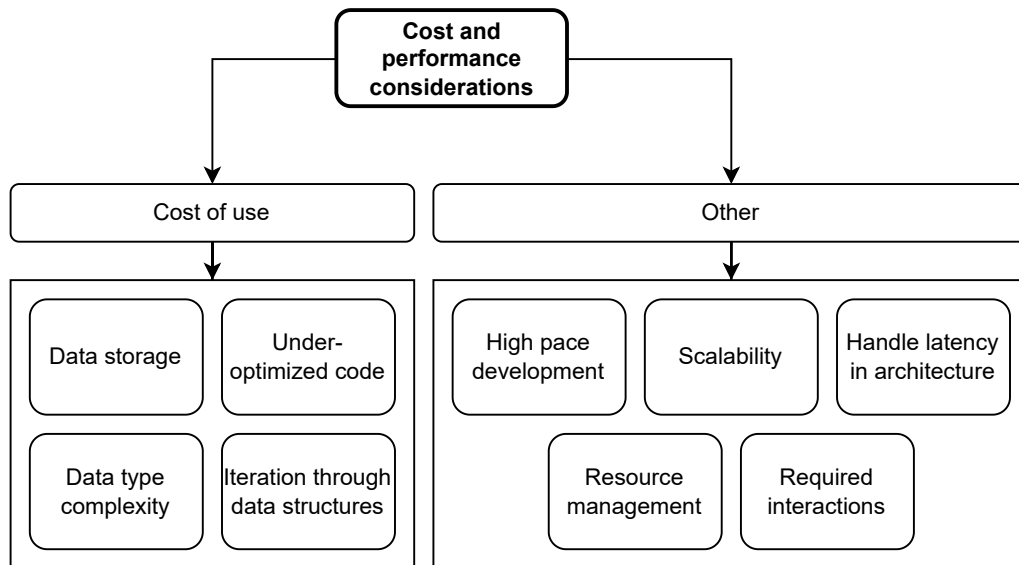 Cost and
performance
considerations
Cost of use
Other
Data storage
Under-
optimized code
Data type
complexity
Iteration through
data structures
High pace
development
Scalability
Handle latency
in architecture
Resource
management
Required
interactions